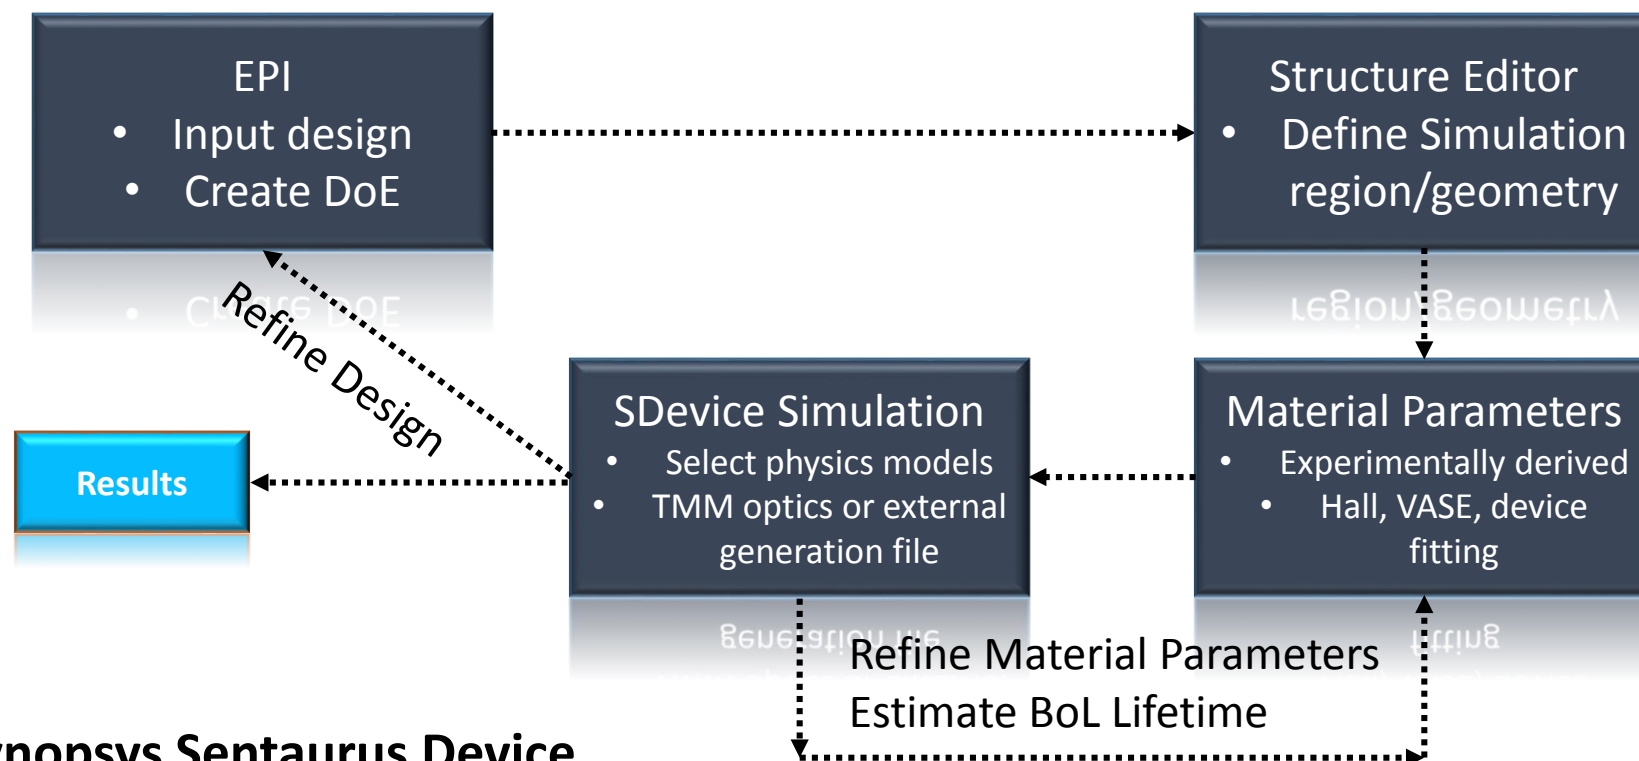 EPI
• Input design
• Create DoE
Structure Editor
• Define Simulation
region/geometry
Refine Design
Results
SDevice Simulation
• Select physics models
• TMM optics or external
generation file
Material Parameters
• Experimentally derived
• Hall, VASE, device
fitting
Refine Material Parameters
Estimate BoL Lifetime
Sentaurus Device